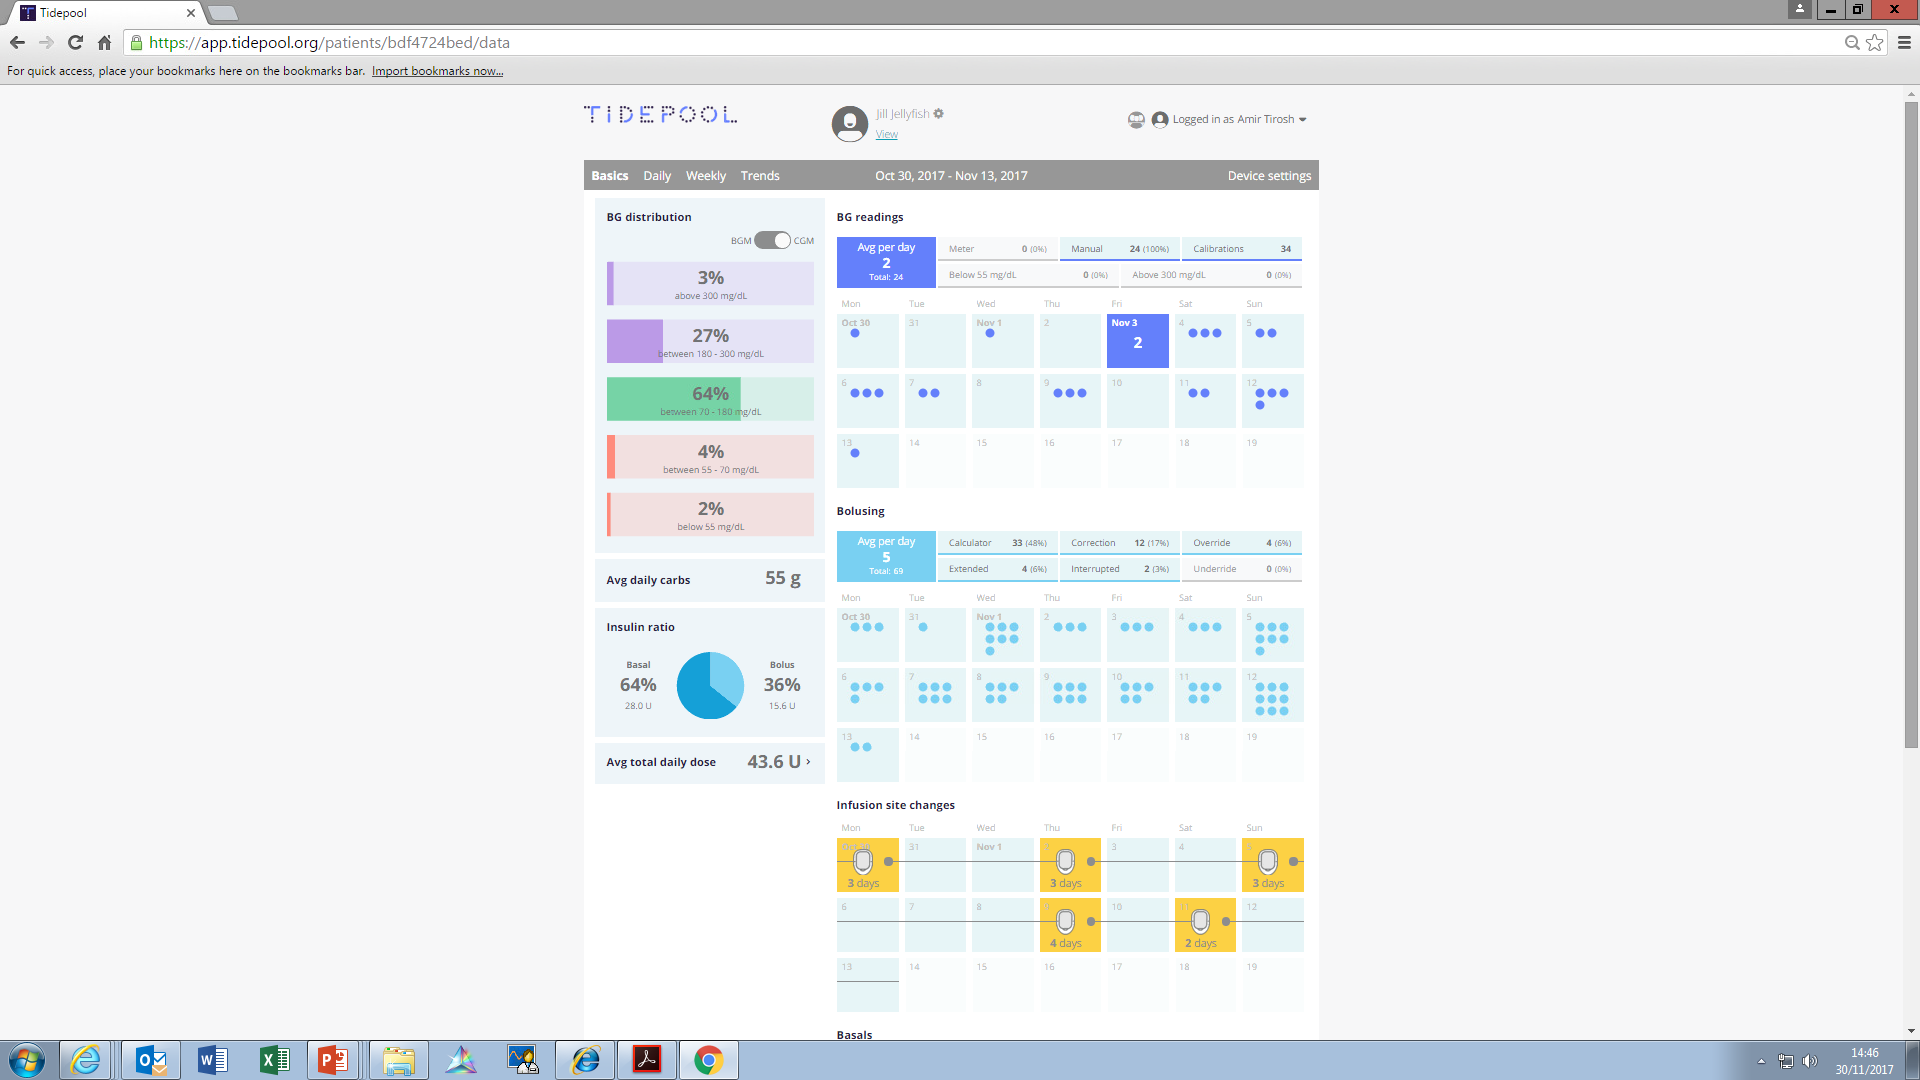 Tidepool
https://app.tidepool.org/patients/bdf4724bed/data
For quick access, place your bookmarks here on the bookmarks bar. Import bookmarks now...
TIDEPOOL
Jill Jellyfish
View
Logged in as Amir Tirosh
Basics Daily Weekly Trends Oct 30, 2017 - Nov 13, 2017 Device settings
BG distribution
BGM CGM
3%
above 300 mg/dL
27%
between 180 - 300 mg/dL
64%
between 70 - 180 mg/dL
4%
between 55 - 70 mg/dL
2%
below 55 mg/dL
Avg daily carbs 55 g
Insulin ratio
Basal Bolus
64% 36%
28.0 U 15.6 U
Avg total daily dose 43.6 U ›
BG readings
Avg per day
2
Total: 24
Meter 0 (0%) Manual 24 (100%) Calibrations 34
Below 55 mg/dL 0 (0%) Above 300 mg/dL 0 (0%)
Mon Tue Wed Thu Fri Sat Sun
Oct 30 31 Nov 1 2 Nov 3 4 5
2
6 7 8 9 10 11 12
13 14 15 16 17 18 19
Bolusing
Avg per day
5
Total: 69
Calculator 33 (48%) Correction 12 (17%) Override 4 (6%)
Extended 4 (6%) Interrupted 2 (3%) Underride 0 (0%)
Mon Tue Wed Thu Fri Sat Sun
Oct 30 31 Nov 1 2 3 4 5
6 7 8 9 10 11 12
13 14 15 16 17 18 19
Infusion site changes
Mon Tue Wed Thu Fri Sat Sun
Oct 30 31 Nov 1 2 3 4 5
3 days 3 days 3 days
6 7 8 9 10 11 12
4 days 2 days
13 14 15 16 17 18 19
Basals
14:46
30/11/2017